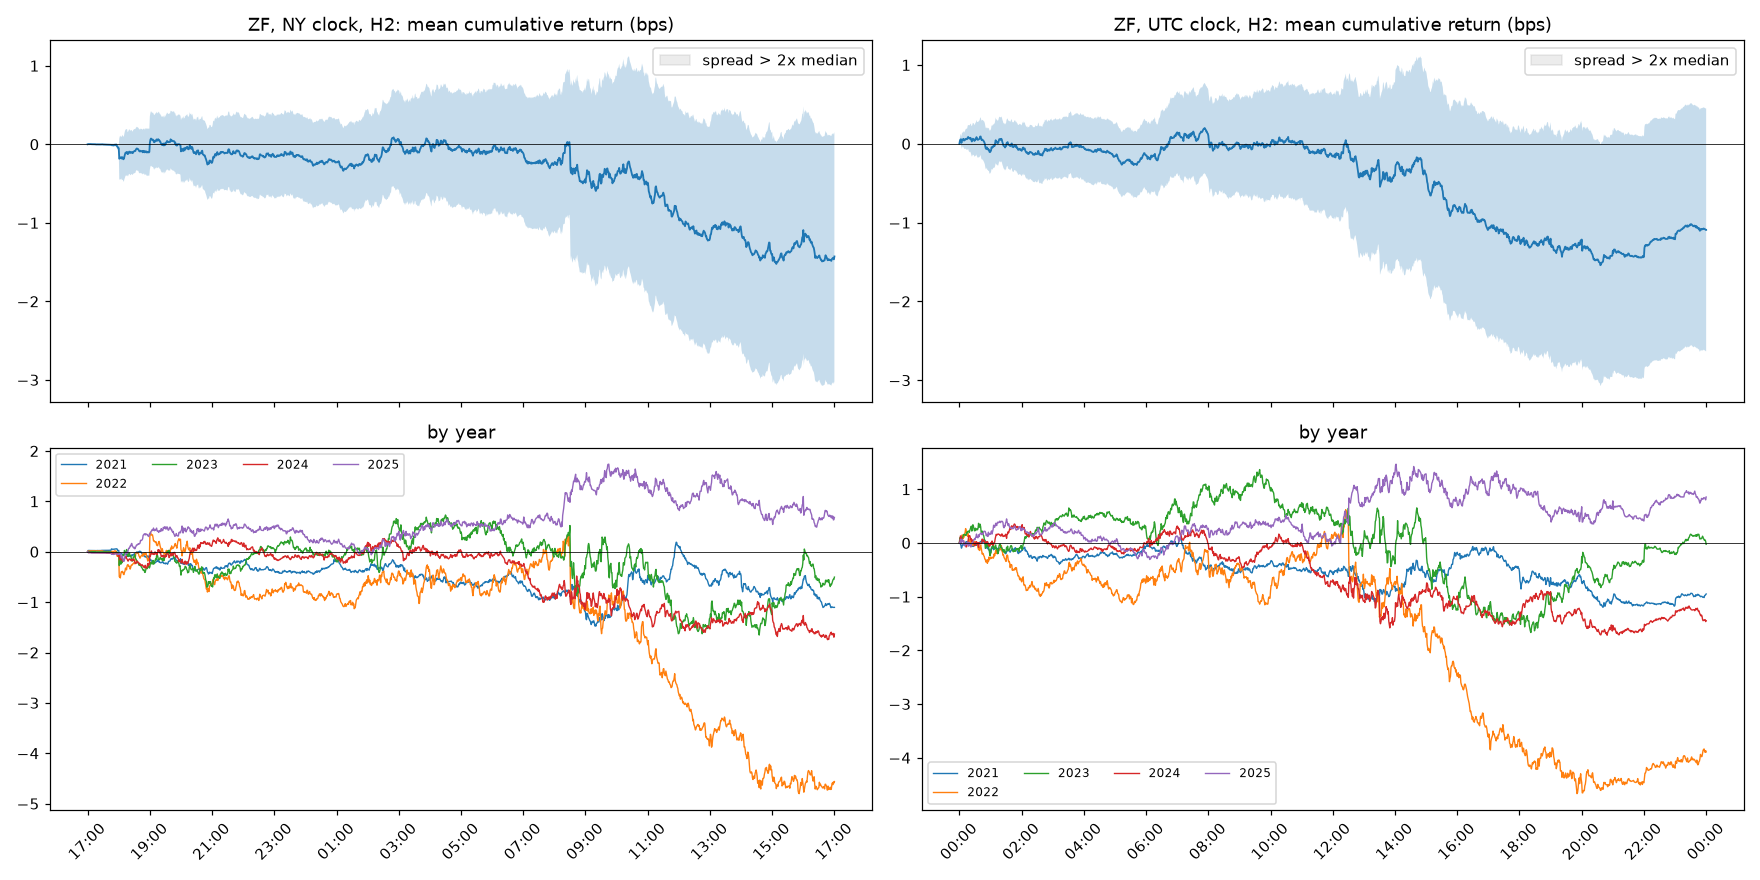 ZF, NY clock, H2: mean cumulative return (bps)
spread > 2x median
1
0
−1
−2
−3
ZF, UTC clock, H2: mean cumulative return (bps)
spread > 2x median
1
0
−1
−2
−3
by year
2021 2023 2024 2025
2022
2
1
0
−1
−2
−3
−4
−5
17:00 19:00 21:00 23:00 01:00 03:00 05:00 07:00 09:00 11:00 13:00 15:00 17:00
by year
1
0
−1
−2
−3
−4
2021 2023 2024 2025
2022
00:00 02:00 04:00 06:00 08:00 10:00 12:00 14:00 16:00 18:00 20:00 22:00 00:00